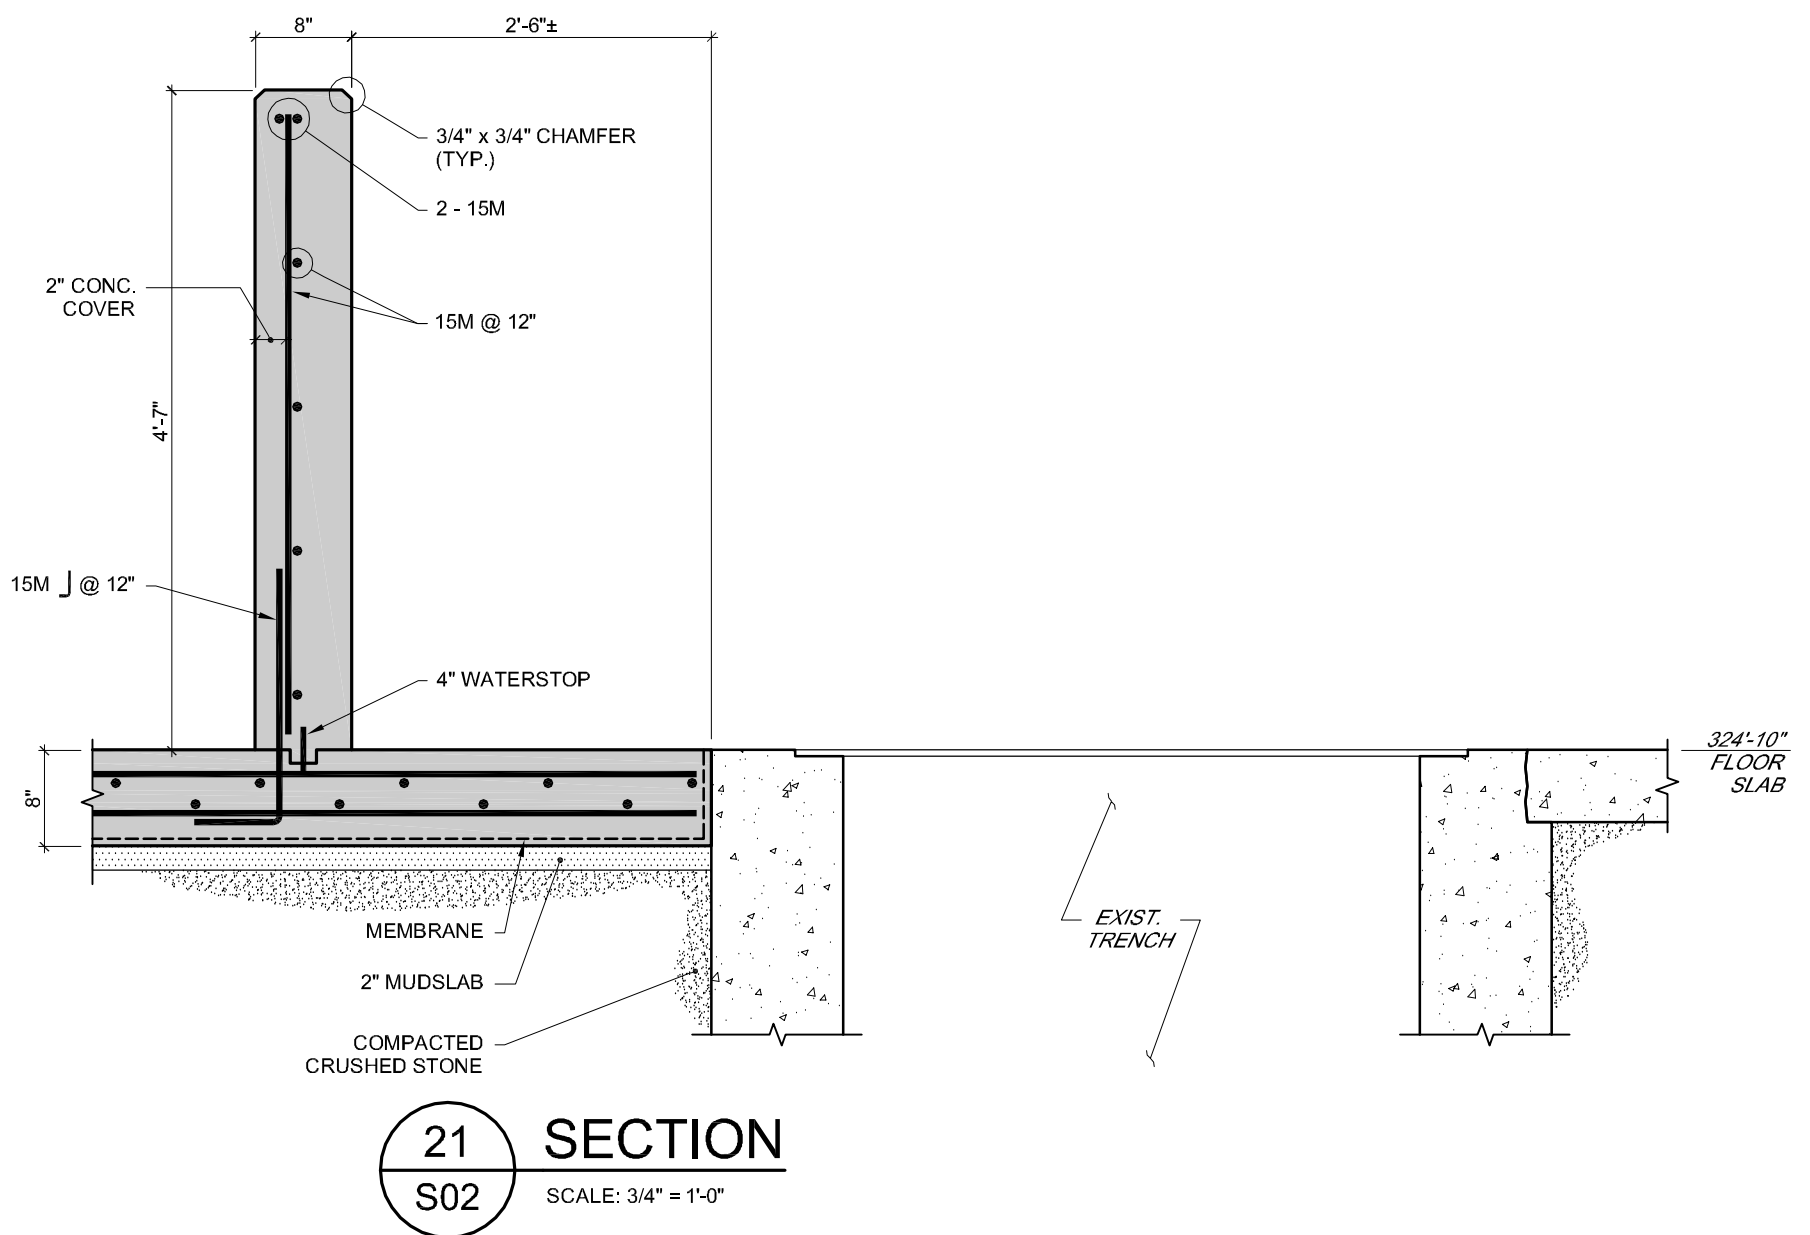 8"
2'-6"±
3/4" x 3/4" CHAMFER
(TYP.)
2 - 15M
2" CONC.
COVER
15M @ 12"
4'-7"
15M @ 12"
4" WATERSTOP
324'-10"
FLOOR
SLAB
8"
EXIST.
TRENCH
MEMBRANE
2" MUDSLAB
COMPACTED
CRUSHED STONE
21
SECTION
S02
SCALE: 3/4" = 1'-0"